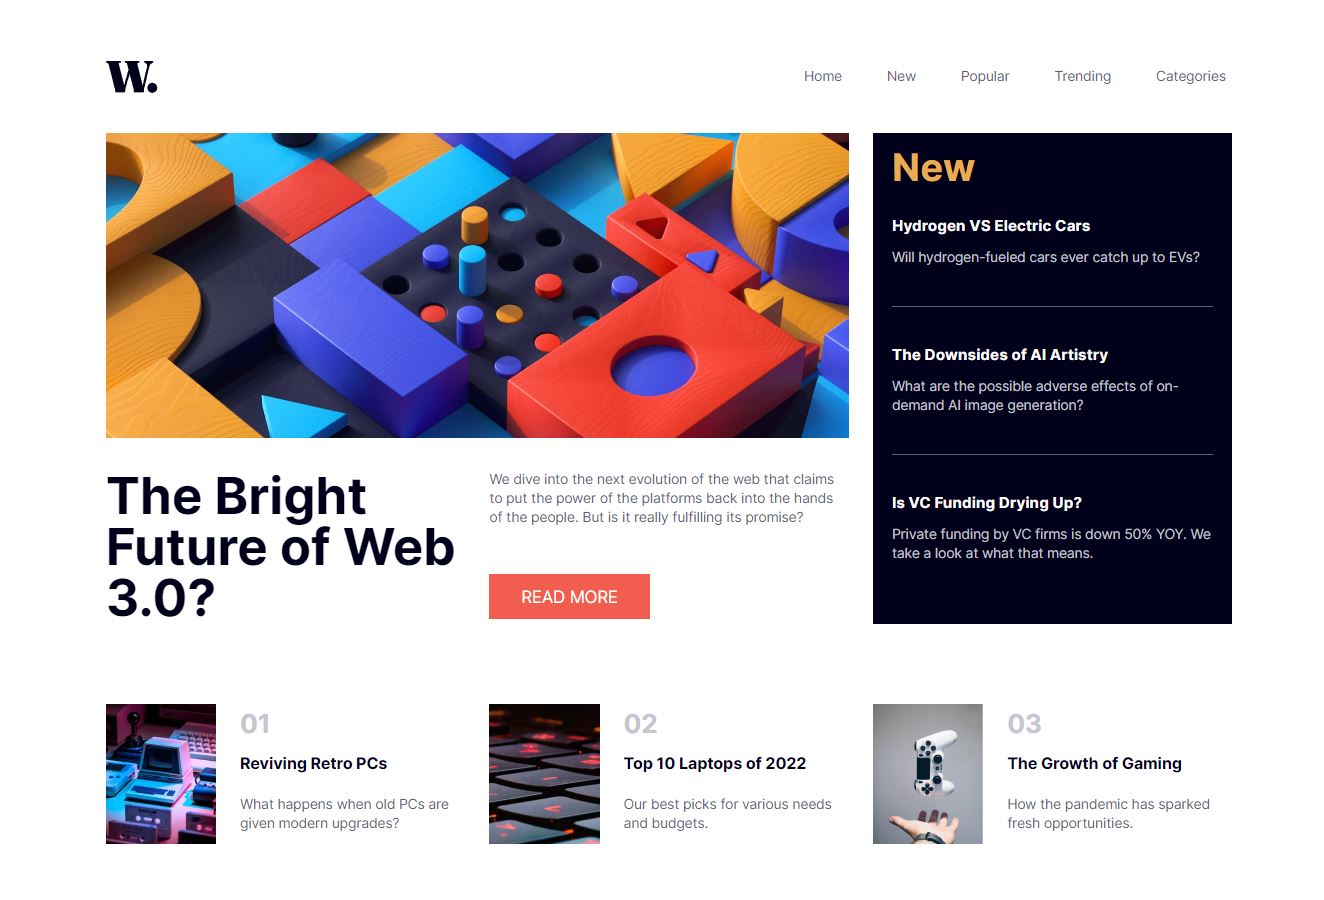 W.
Home
New
Popular
Trending
Categories
New
Hydrogen VS Electric Cars
Will hydrogen-fueled cars ever catch up to EVs?
The Downsides of AI Artistry
What are the possible adverse effects of on-
demand AI image generation?
Is VC Funding Drying Up?
Private funding by VC firms is down 50% YOY. We
take a look at what that means.
The Bright
Future of Web
3.0?
We dive into the next evolution of the web that claims
to put the power of the platforms back into the hands
of the people. But is it really fulfilling its promise?
READ MORE
01
Reviving Retro PCs
What happens when old PCs are
given modern upgrades?
02
Top 10 Laptops of 2022
Our best picks for various needs
and budgets.
03
The Growth of Gaming
How the pandemic has sparked
fresh opportunities.